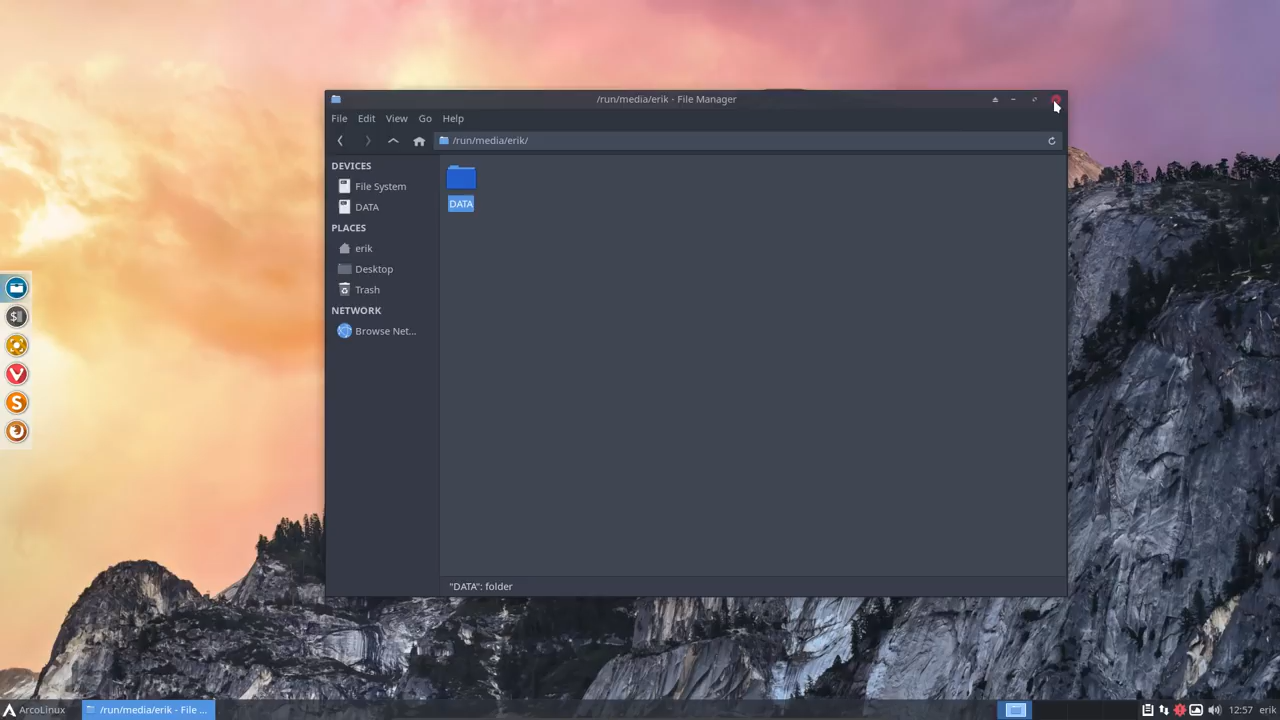 /run/media/erik - File Manager
File Edit View Go Help
/run/media/erik/
DEVICES
File System
DATA
PLACES
erik
Desktop
Trash
NETWORK
Browse Net...
DATA
"DATA": folder
ArcoLinux
/run/media/erik - File ...
12:57 erik